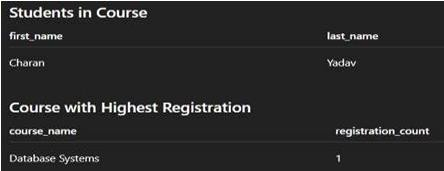 Students in Course
first_name last_name
Charan Yadav
Course with Highest Registration
course_name registration_count
Database Systems 1